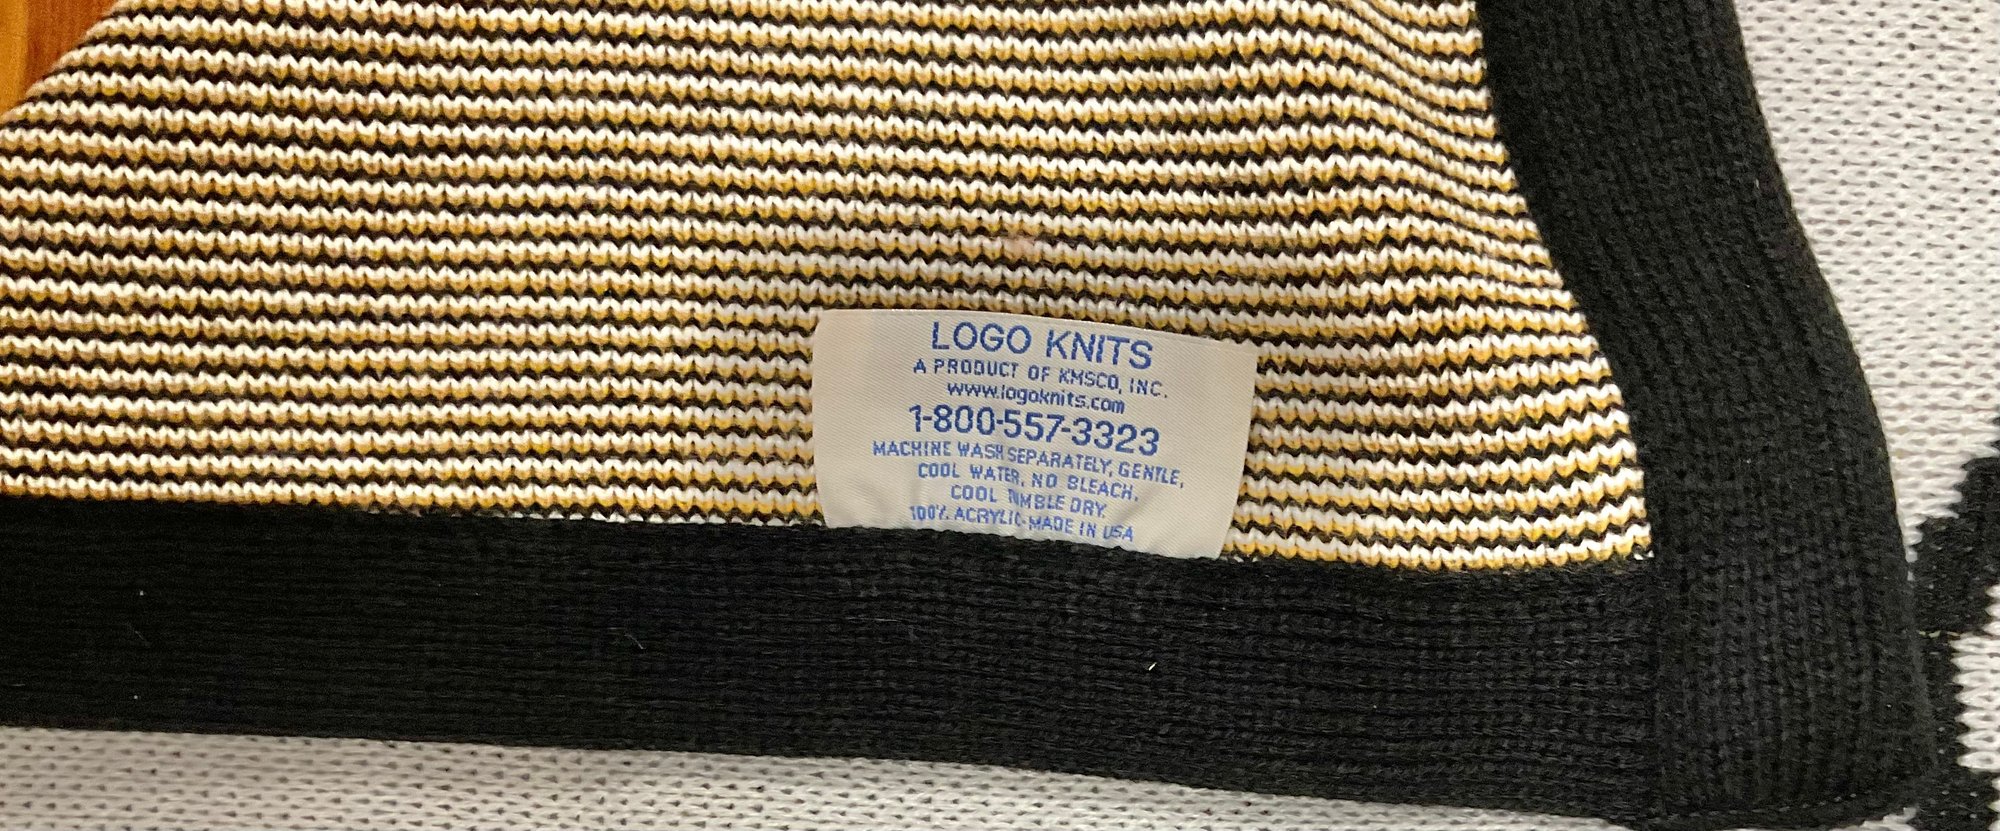 LOGO KNITS
A PRODUCT OF KMSCO, INC.
www.logoknits.com
1-800-557-3323
MACHINE WASH SEPARATELY, GENTLE,
COOL WATER, NO BLEACH,
COOL TUMBLE DRY.
100% ACRYLIC-MADE IN USA